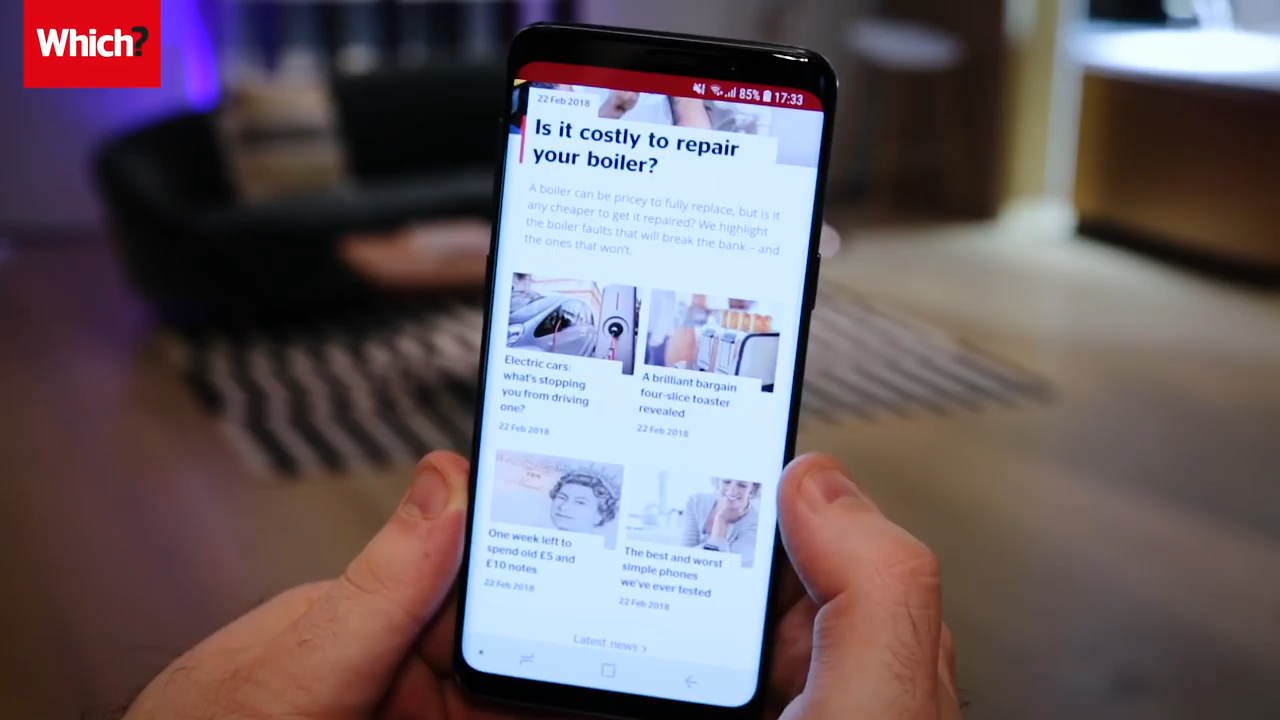 Which?
85% 17:33
22 Feb 2018
Is it costly to repair
your boiler?
A boiler can be pricey to fully replace, but is it
any cheaper to get it repaired? We highlight
the boiler faults that will break the bank – and
the ones that won't.
Electric cars:
what's stopping
you from driving
one?
22 Feb 2018
A brilliant bargain
four-slice toaster
revealed
22 Feb 2018
One week left to
spend old £5 and
£10 notes
22 Feb 2018
The best and worst
simple phones
we've ever tested
22 Feb 2018
Latest news >